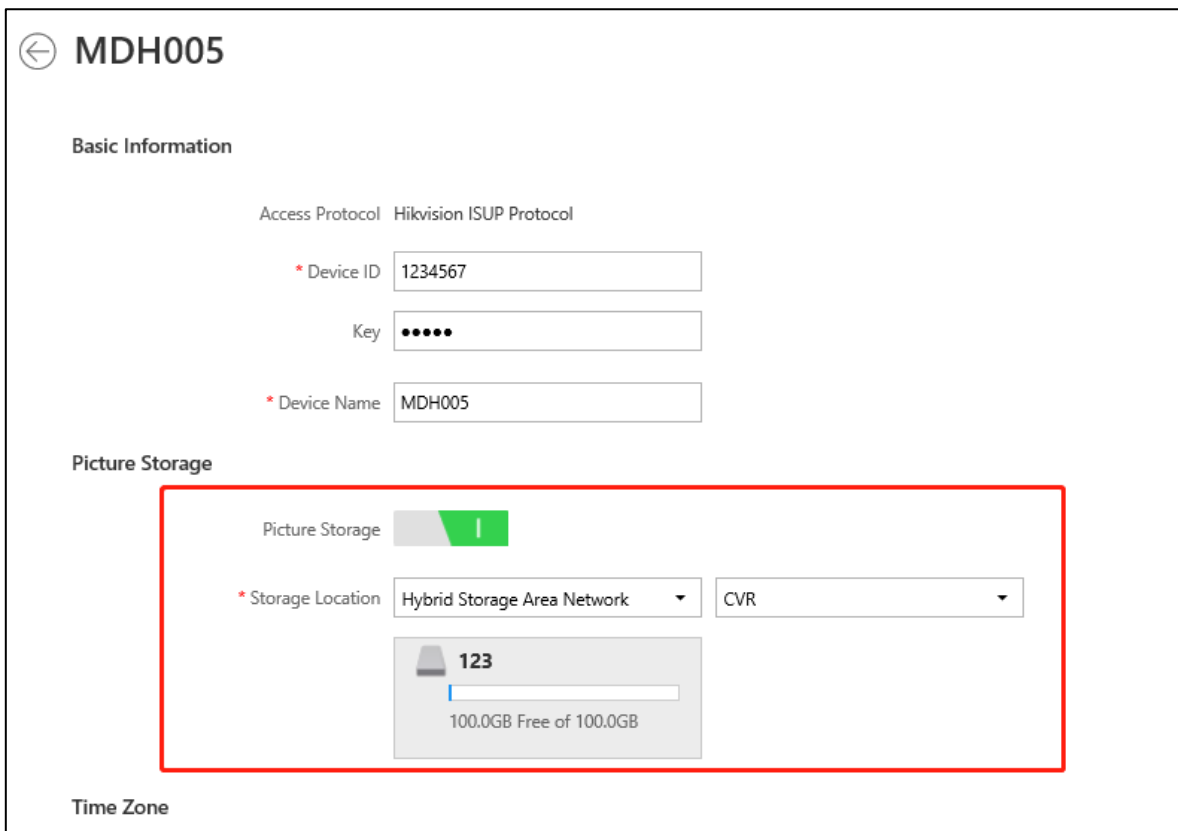 MDH005
Basic Information
Access Protocol Hikvision ISUP Protocol
* Device ID 1234567
Key •••••
* Device Name MDH005
Picture Storage
Picture Storage
* Storage Location Hybrid Storage Area Network CVR
123
100.0GB Free of 100.0GB
Time Zone